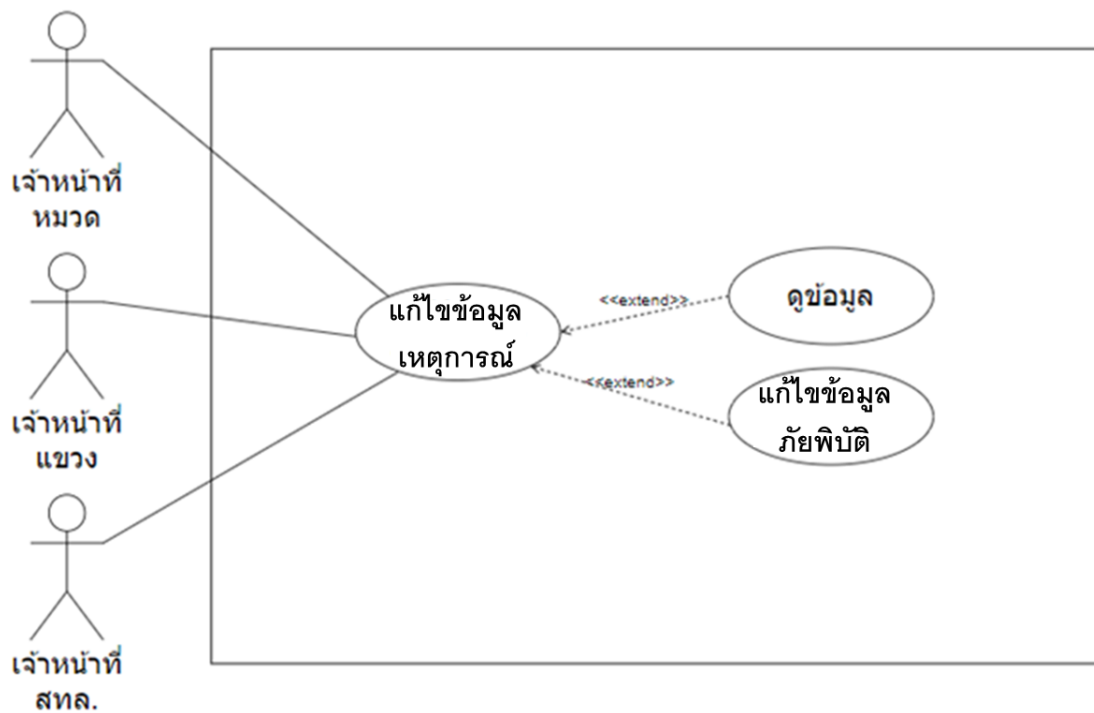 เจ้าหน้าที่
หมวด
เจ้าหน้าที่
แขวง
เจ้าหน้าที่
สทล.
แก้ไขข้อมูล
เหตุการณ์
<<extend>>
ดูข้อมูล
<<extend>>
แก้ไขข้อมูล
ภัยพิบัติ